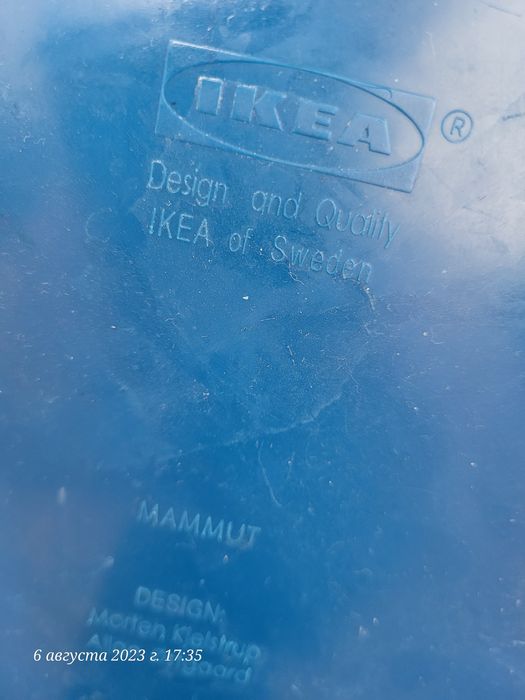 IKEA ®
Design and Quality
IKEA of Sweden
MAMMUT
DESIGN:
Morten Kjelstrup
6 августа 2023 г. 17:35